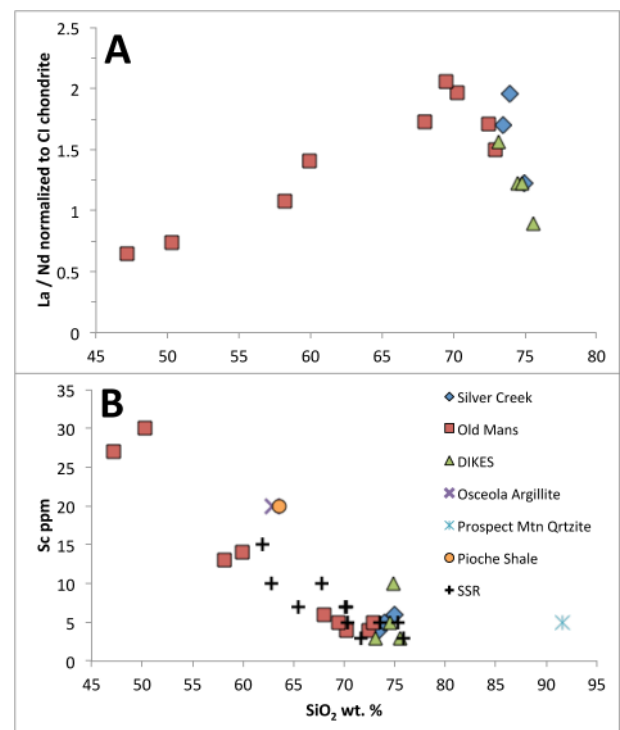 A
La / Nd normalized to CI chondrite
2.5
2
1.5
1
0.5
0
45 50 55 60 65 70 75 80
B
Sc ppm
35
30
25
20
15
10
5
0
45 50 55 60 65 70 75 80 85 90 95
SiO₂ wt. %
Silver Creek
Old Mans
DIKES
Osceola Argillite
Prospect Mtn Qrtzite
Pioche Shale
SSR